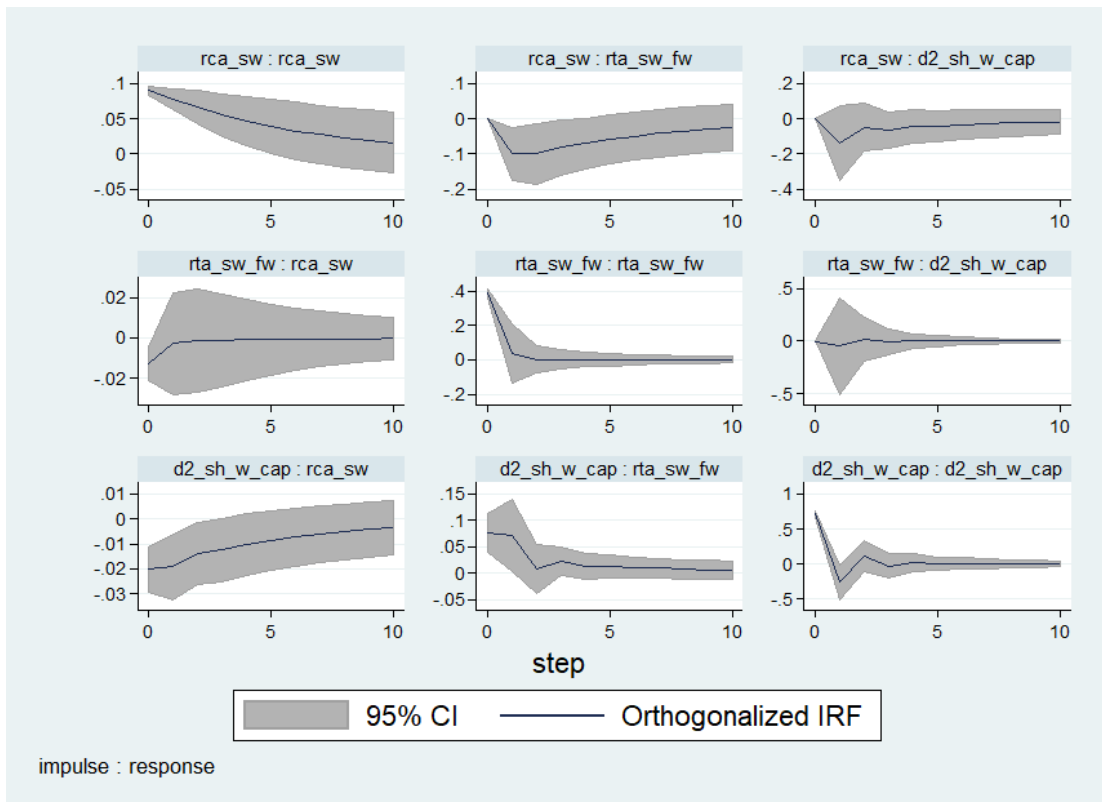 rca_sw : rca_sw
.1
.05
0
-.05
0 5 10
rca_sw : rta_sw_fw
.1
0
-.1
-.2
0 5 10
rca_sw : d2_sh_w_cap
.2
0
-.2
-.4
0 5 10
rta_sw_fw : rca_sw
.02
0
-.02
0 5 10
rta_sw_fw : rta_sw_fw
.4
.2
0
-.2
0 5 10
rta_sw_fw : d2_sh_w_cap
.5
0
-.5
0 5 10
d2_sh_w_cap : rca_sw
.01
0
-.01
-.02
-.03
0 5 10
d2_sh_w_cap : rta_sw_fw
.15
.1
.05
0
-.05
0 5 10
d2_sh_w_cap : d2_sh_w_cap
1
.5
0
-.5
0 5 10
step
95% CI Orthogonalized IRF
impulse : response